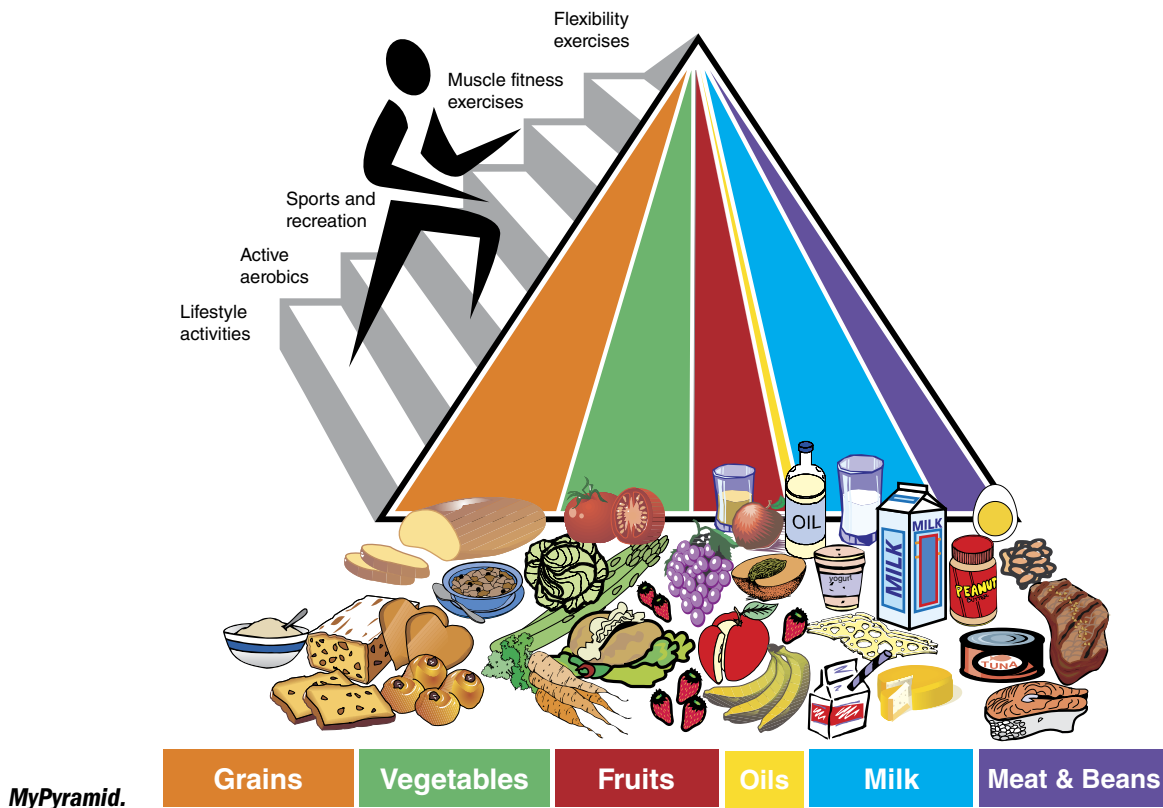 Flexibility
exercises
Muscle fitness
exercises
Sports and
recreation
Active
aerobics
Lifestyle
activities
OIL
MILK
MILK
yogurt
PEANUT
TUNA
Grains
Vegetables
Fruits
Oils
Milk
Meat & Beans
MyPyramid.